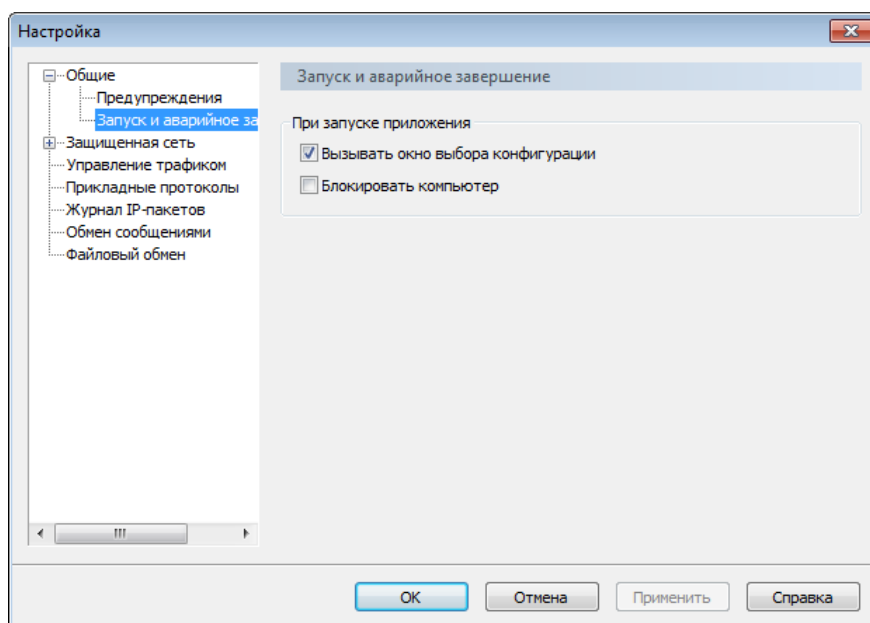 Настройка
Общие
Предупреждения
Запуск и аварийное за
Защищенная сеть
Управление трафиком
Прикладные протоколы
Журнал IP-пакетов
Обмен сообщениями
Файловый обмен
Запуск и аварийное завершение
При запуске приложения
Вызывать окно выбора конфигурации
Блокировать компьютер
ОК
Отмена
Применить
Справка